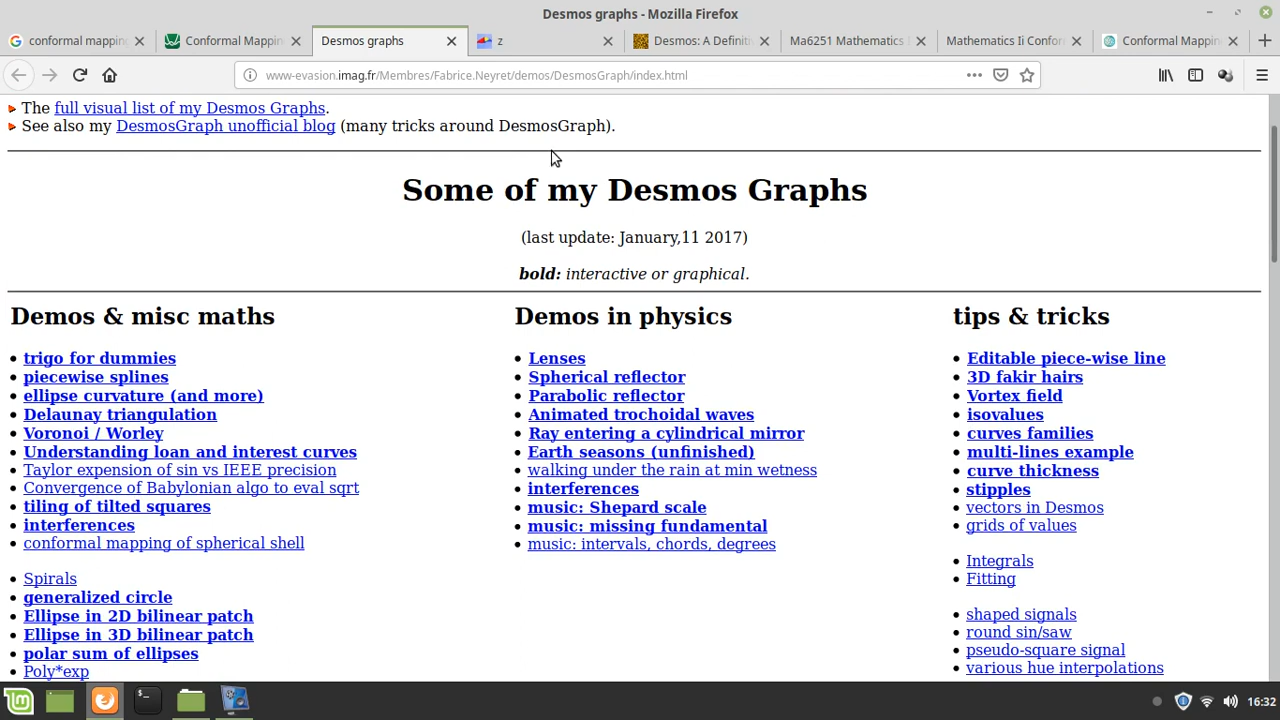 Desmos graphs - Mozilla Firefox
conformal mapping
Conformal Mappin
Desmos graphs
z
Desmos: A Definit
Ma6251 Mathematics
Mathematics Ii Confor
Conformal Mappin
www-evasion.imag.fr/Membres/Fabrice.Neyret/demos/DesmosGraph/index.html
The full visual list of my Desmos Graphs.
See also my DesmosGraph unofficial blog (many tricks around DesmosGraph).
Some of my Desmos Graphs
(last update: January,11 2017)
bold: interactive or graphical.
Demos & misc maths
• trigo for dummies
• piecewise splines
• ellipse curvature (and more)
• Delaunay triangulation
• Voronoi / Worley
• Understanding loan and interest curves
• Taylor expension of sin vs IEEE precision
• Convergence of Babylonian algo to eval sqrt
• tiling of tilted squares
• interferences
• conformal mapping of spherical shell
• Spirals
• generalized circle
• Ellipse in 2D bilinear patch
• Ellipse in 3D bilinear patch
• polar sum of ellipses
• Poly*exp
Demos in physics
• Lenses
• Spherical reflector
• Parabolic reflector
• Animated trochoidal waves
• Ray entering a cylindrical mirror
• Earth seasons (unfinished)
• walking under the rain at min wetness
• interferences
• music: Shepard scale
• music: missing fundamental
• music: intervals, chords, degrees
tips & tricks
• Editable piece-wise line
• 3D fakir hairs
• Vortex field
• isovalues
• curves families
• multi-lines example
• curve thickness
• stipples
• vectors in Desmos
• grids of values
• Integrals
• Fitting
• shaped signals
• round sin/saw
• pseudo-square signal
• various hue interpolations
16:32